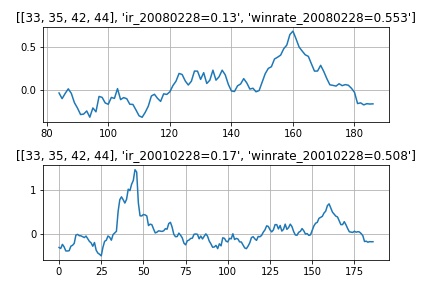 [[33, 35, 42, 44], 'ir_20080228=0.13', 'winrate_20080228=0.553']
0.5
0.0
80 100 120 140 160 180
[[33, 35, 42, 44], 'ir_20010228=0.17', 'winrate_20010228=0.508']
1
0
0 25 50 75 100 125 150 175